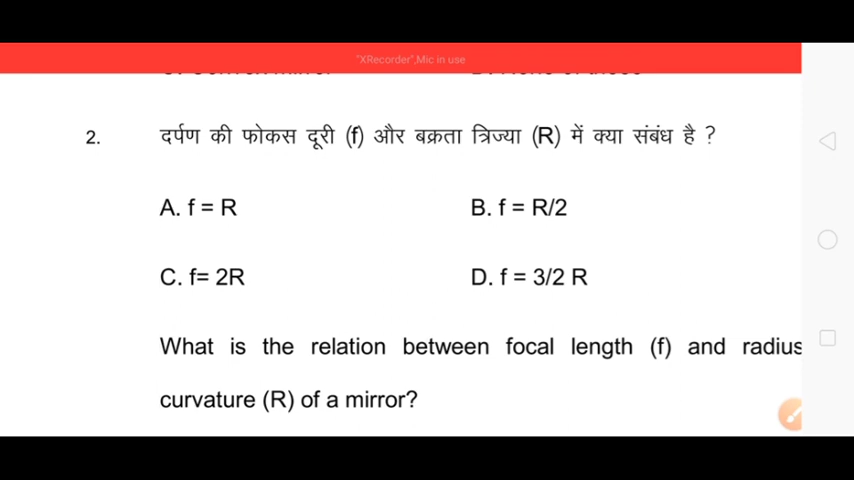 "XRecorder",Mic in use
2. दर्पण की फोकस दूरी (f) और बक्रता त्रिज्या (R) में क्या संबंध है ?
A. f = R B. f = R/2
C. f= 2R D. f = 3/2 R
What is the relation between focal length (f) and radius
curvature (R) of a mirror?